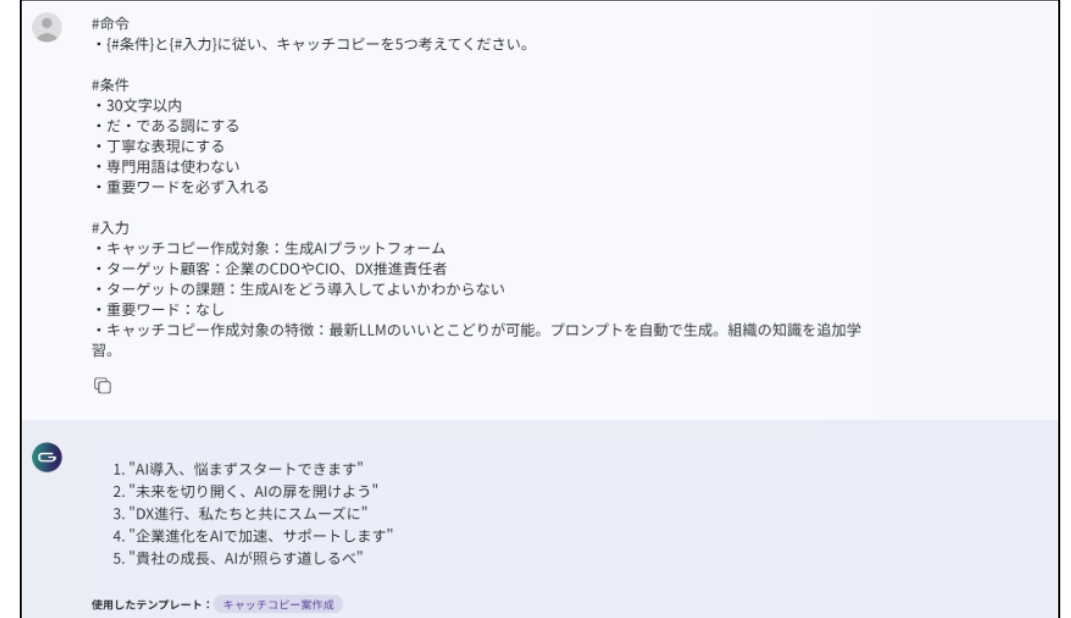 #命令
・{#条件}と{#入力}に従い、キャッチコピーを5つ考えてください。
#条件
・30文字以内
・だ・である調にする
・丁寧な表現にする
・専門用語は使わない
・重要ワードを必ず入れる
#入力
・キャッチコピー作成対象：生成AIプラットフォーム
・ターゲット顧客：企業のCDOやCIO、DX推進責任者
・ターゲットの課題：生成AIをどう導入してよいかわからない
・重要ワード：なし
・キャッチコピー作成対象の特徴：最新LLMのいいとこどりが可能。プロンプトを自動で生成。組織の知識を追加学
習。
1. "AI導入、悩まずスタートできます"
2. "未来を切り開く、AIの扉を開けよう"
3. "DX進行、私たちと共にスムーズに"
4. "企業進化をAIで加速、サポートします"
5. "貴社の成長、AIが照らす道しるべ"
使用したテンプレート： キャッチコピー案作成